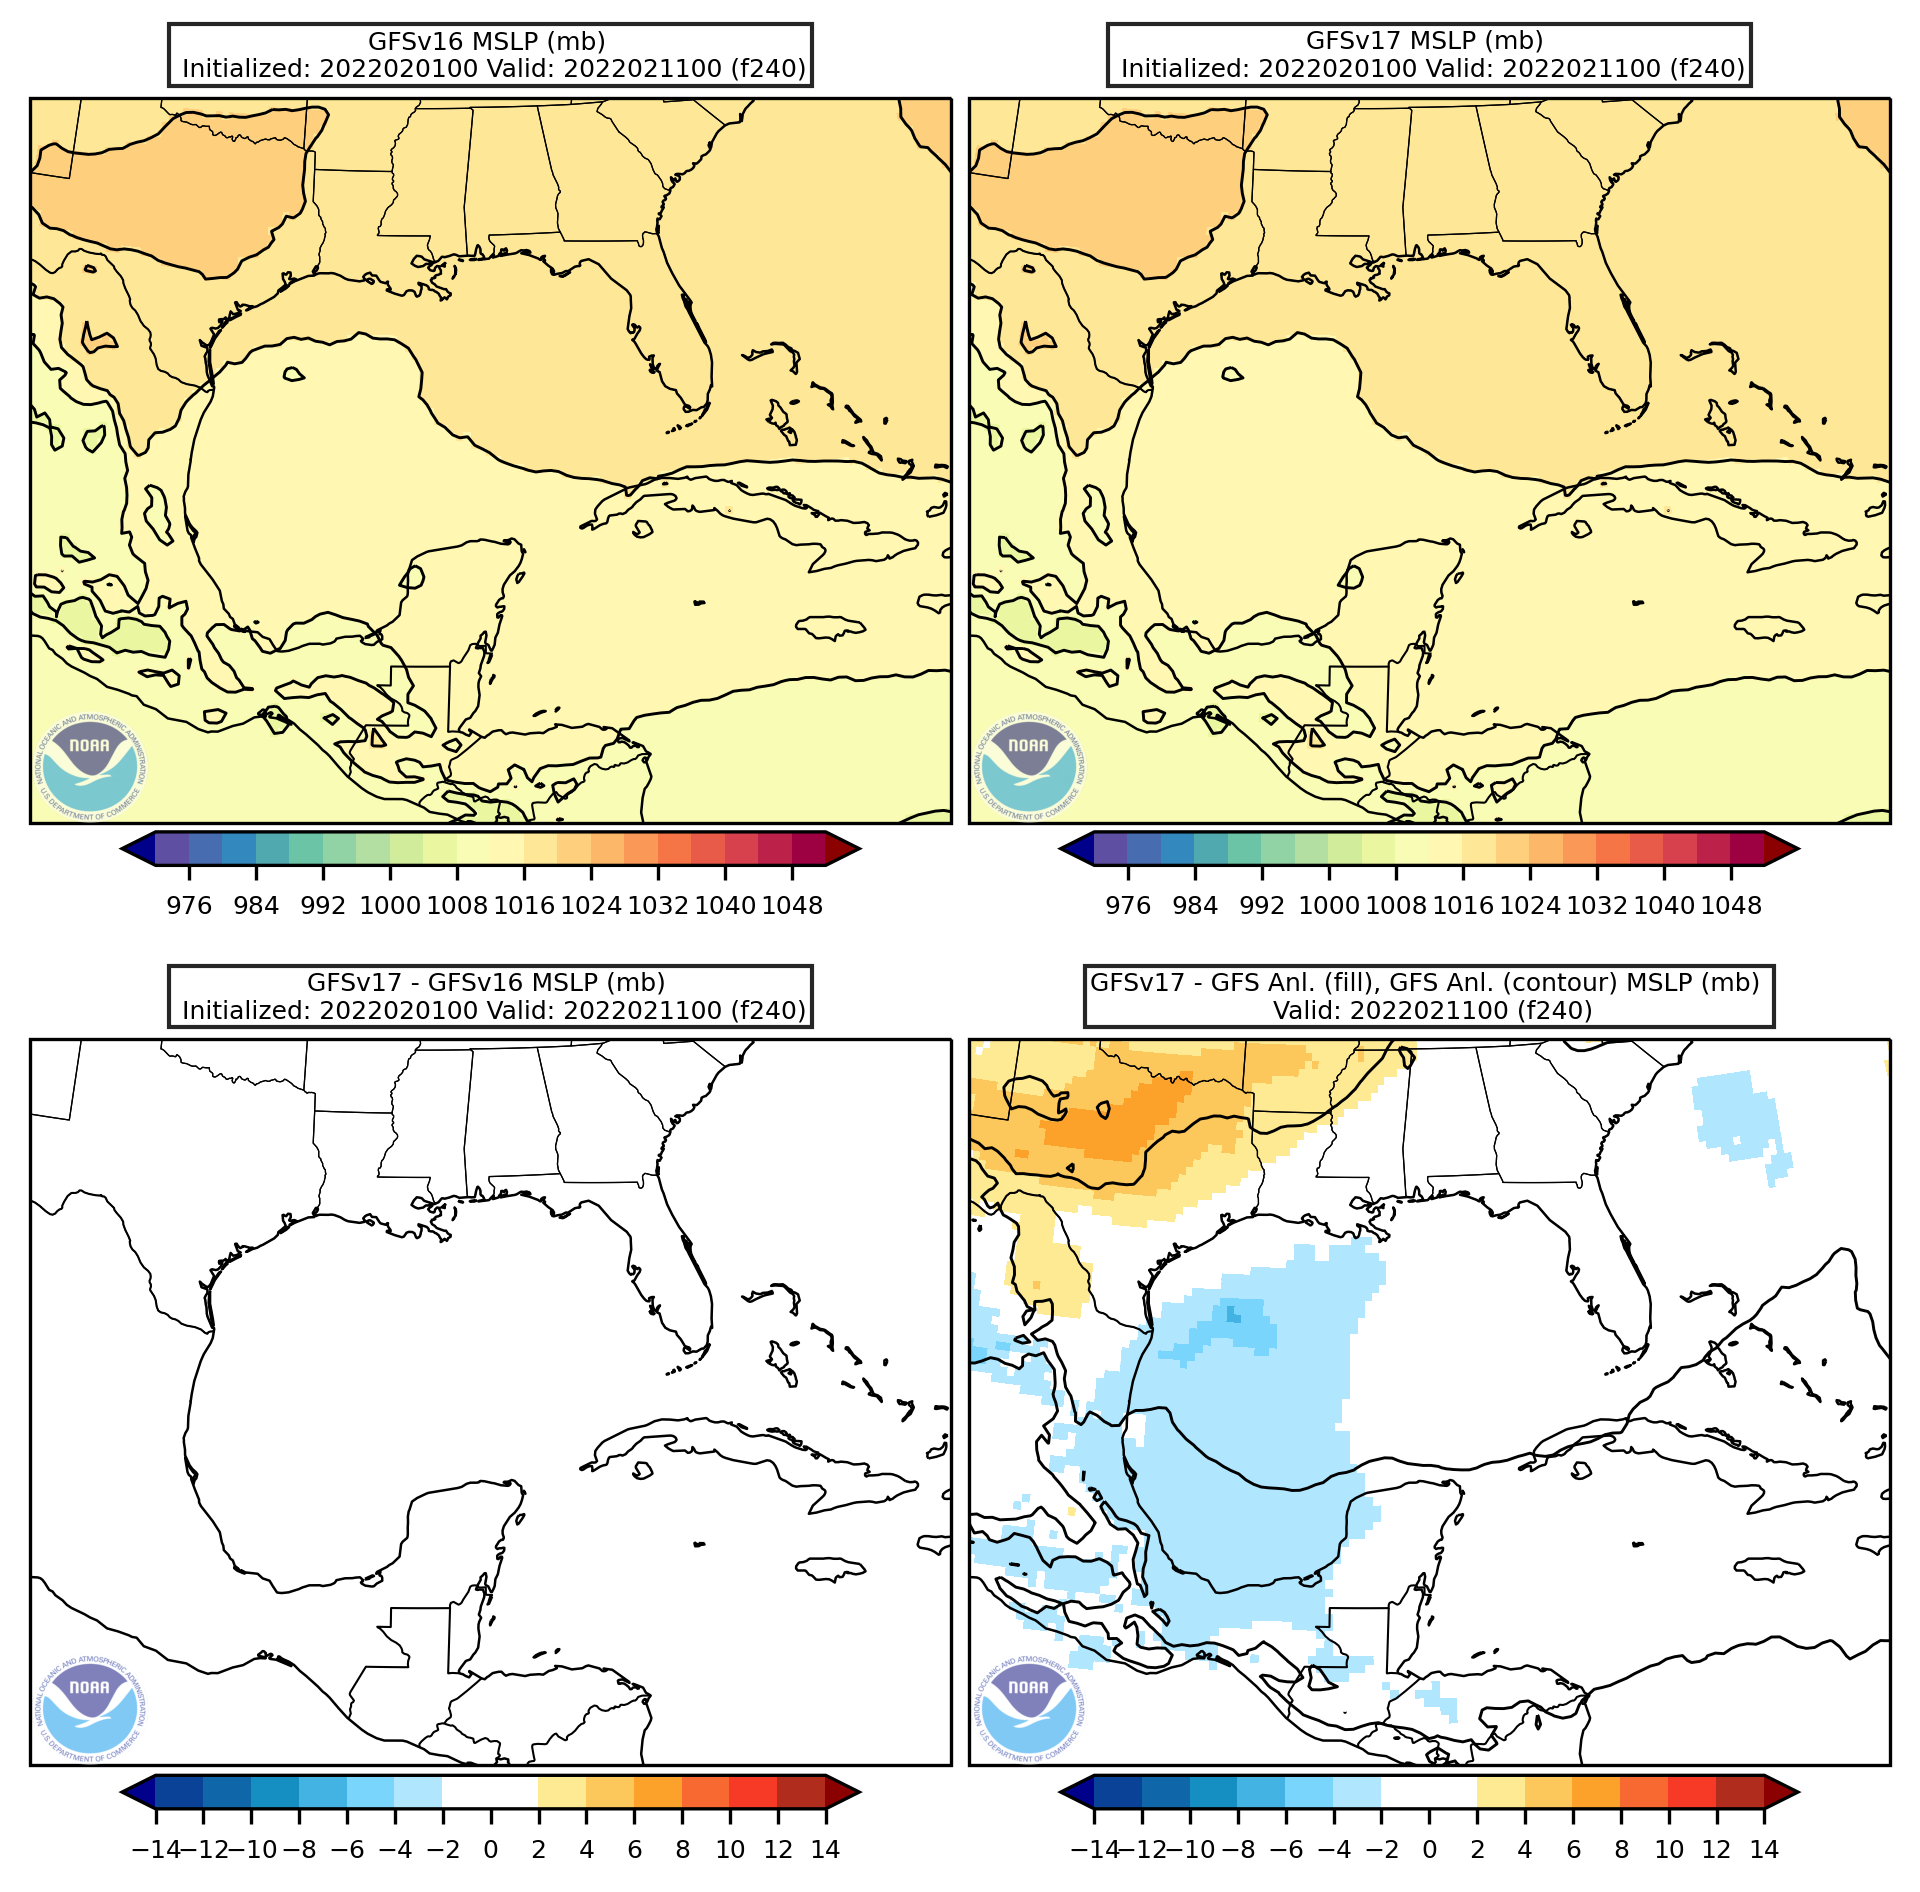 GFSv16 MSLP (mb)
Initialized: 2022020100 Valid: 2022021100 (f240)
GFSv17 MSLP (mb)
Initialized: 2022020100 Valid: 2022021100 (f240)
NATIONAL OCEANIC AND ATMOSPHERIC ADMINISTRATION
NOAA
U.S. DEPARTMENT OF COMMERCE
NATIONAL OCEANIC AND ATMOSPHERIC ADMINISTRATION
NOAA
U.S. DEPARTMENT OF COMMERCE
976 984 992 1000 1008 1016 1024 1032 1040 1048
976 984 992 1000 1008 1016 1024 1032 1040 1048
GFSv17 - GFSv16 MSLP (mb)
Initialized: 2022020100 Valid: 2022021100 (f240)
GFSv17 - GFS Anl. (fill), GFS Anl. (contour) MSLP (mb)
Valid: 2022021100 (f240)
NATIONAL OCEANIC AND ATMOSPHERIC ADMINISTRATION
NOAA
U.S. DEPARTMENT OF COMMERCE
NATIONAL OCEANIC AND ATMOSPHERIC ADMINISTRATION
NOAA
U.S. DEPARTMENT OF COMMERCE
−14 −12 −10 −8 −6 −4 −2 0 2 4 6 8 10 12 14
−14 −12 −10 −8 −6 −4 −2 0 2 4 6 8 10 12 14